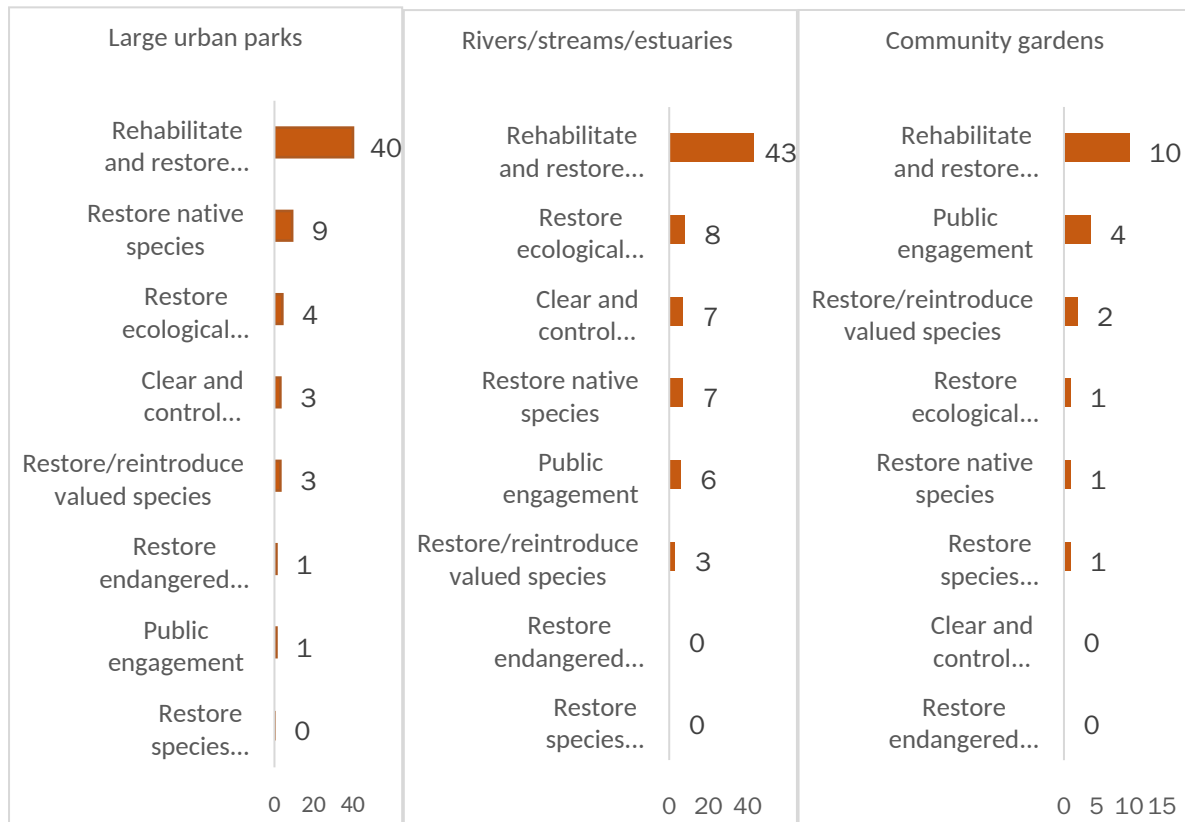 Large urban parks
Rehabilitate
and restore...
40
Restore native
species
9
Restore
ecological...
4
Clear and
control...
3
Restore/reintroduce
valued species
3
Restore
endangered...
1
Public
engagement
1
Restore
species...
0
0 20 40
Rivers/streams/estuaries
Rehabilitate
and restore...
43
Restore
ecological...
8
Clear and
control...
7
Restore native
species
7
Public
engagement
6
Restore/reintroduce
valued species
3
Restore
endangered...
0
Restore
species...
0
0 20 40
Community gardens
Rehabilitate
and restore...
10
Public
engagement
4
Restore/reintroduce
valued species
2
Restore
ecological...
1
Restore native
species
1
Restore
species...
1
Clear and
control...
0
Restore
endangered...
0
0 5 10 15